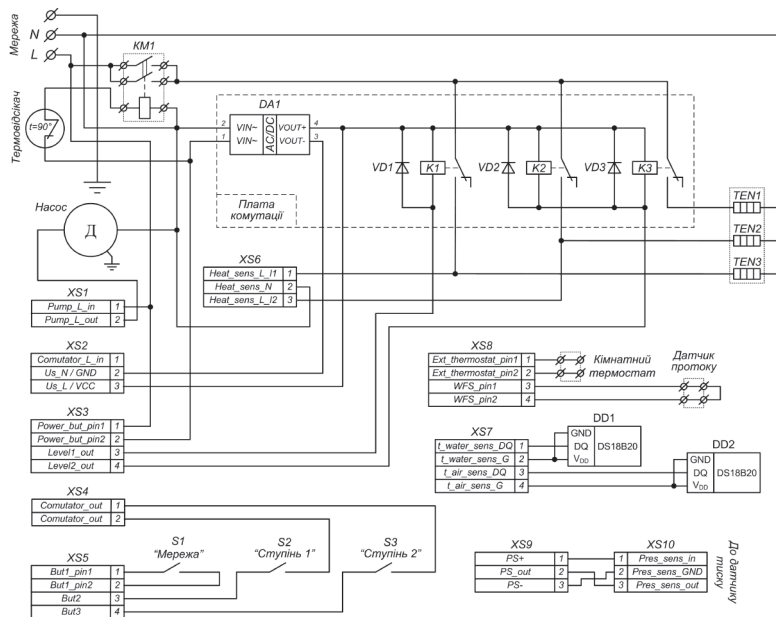 Мережа
N
L
KM1
Термовідсікач
t=90°
DA1
2 VIN~ AC/DC VOUT+ 4
1 VIN~ VOUT- 3
VD1 K1 VD2 K2 VD3 K3
Плата
комутації
TEN1
TEN2
TEN3
Насос
Д
XS6
Heat_sens_L_l1 1
Heat_sens_N 2
Heat_sens_L_l2 3
XS1
Pump_L_in 1
Pump_L_out 2
XS2
Comutator_L_in 1
Us_N / GND 2
Us_L / VCC 3
XS8
Ext_thermostat_pin1 1
Ext_thermostat_pin2 2
WFS_pin1 3
WFS_pin2 4
Кімнатний
термостат
Датчик
протоку
XS3
Power_but_pin1 1
Power_but_pin2 2
Level1_out 3
Level2_out 4
XS7
t_water_sens_DQ 1
t_water_sens_G 2
t_air_sens_DQ 3
t_air_sens_G 4
DD1
GND
DQ DS18B20
VDD
DD2
GND
DQ DS18B20
VDD
XS4
Comutator_out 1
Comutator_out 2
S1
“Мережа”
S2
“Ступінь 1”
S3
“Ступінь 2”
XS5
But1_pin1 1
But1_pin2 2
But2 3
But3 4
XS9
PS+ 1
PS_out 2
PS- 3
XS10
1 Pres_sens_in
2 Pres_sens_GND
3 Pres_sens_out
До датчику
тиску